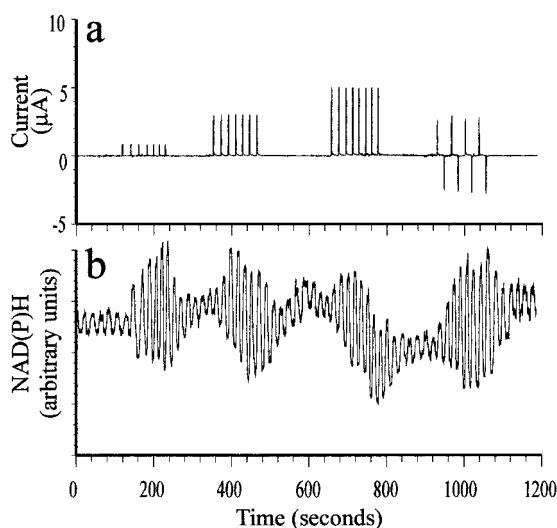 a
10
5
0
-5
Current
(μA)
b
NAD(P)H
(arbitrary units)
0 200 400 600 800 1000 1200
Time (seconds)